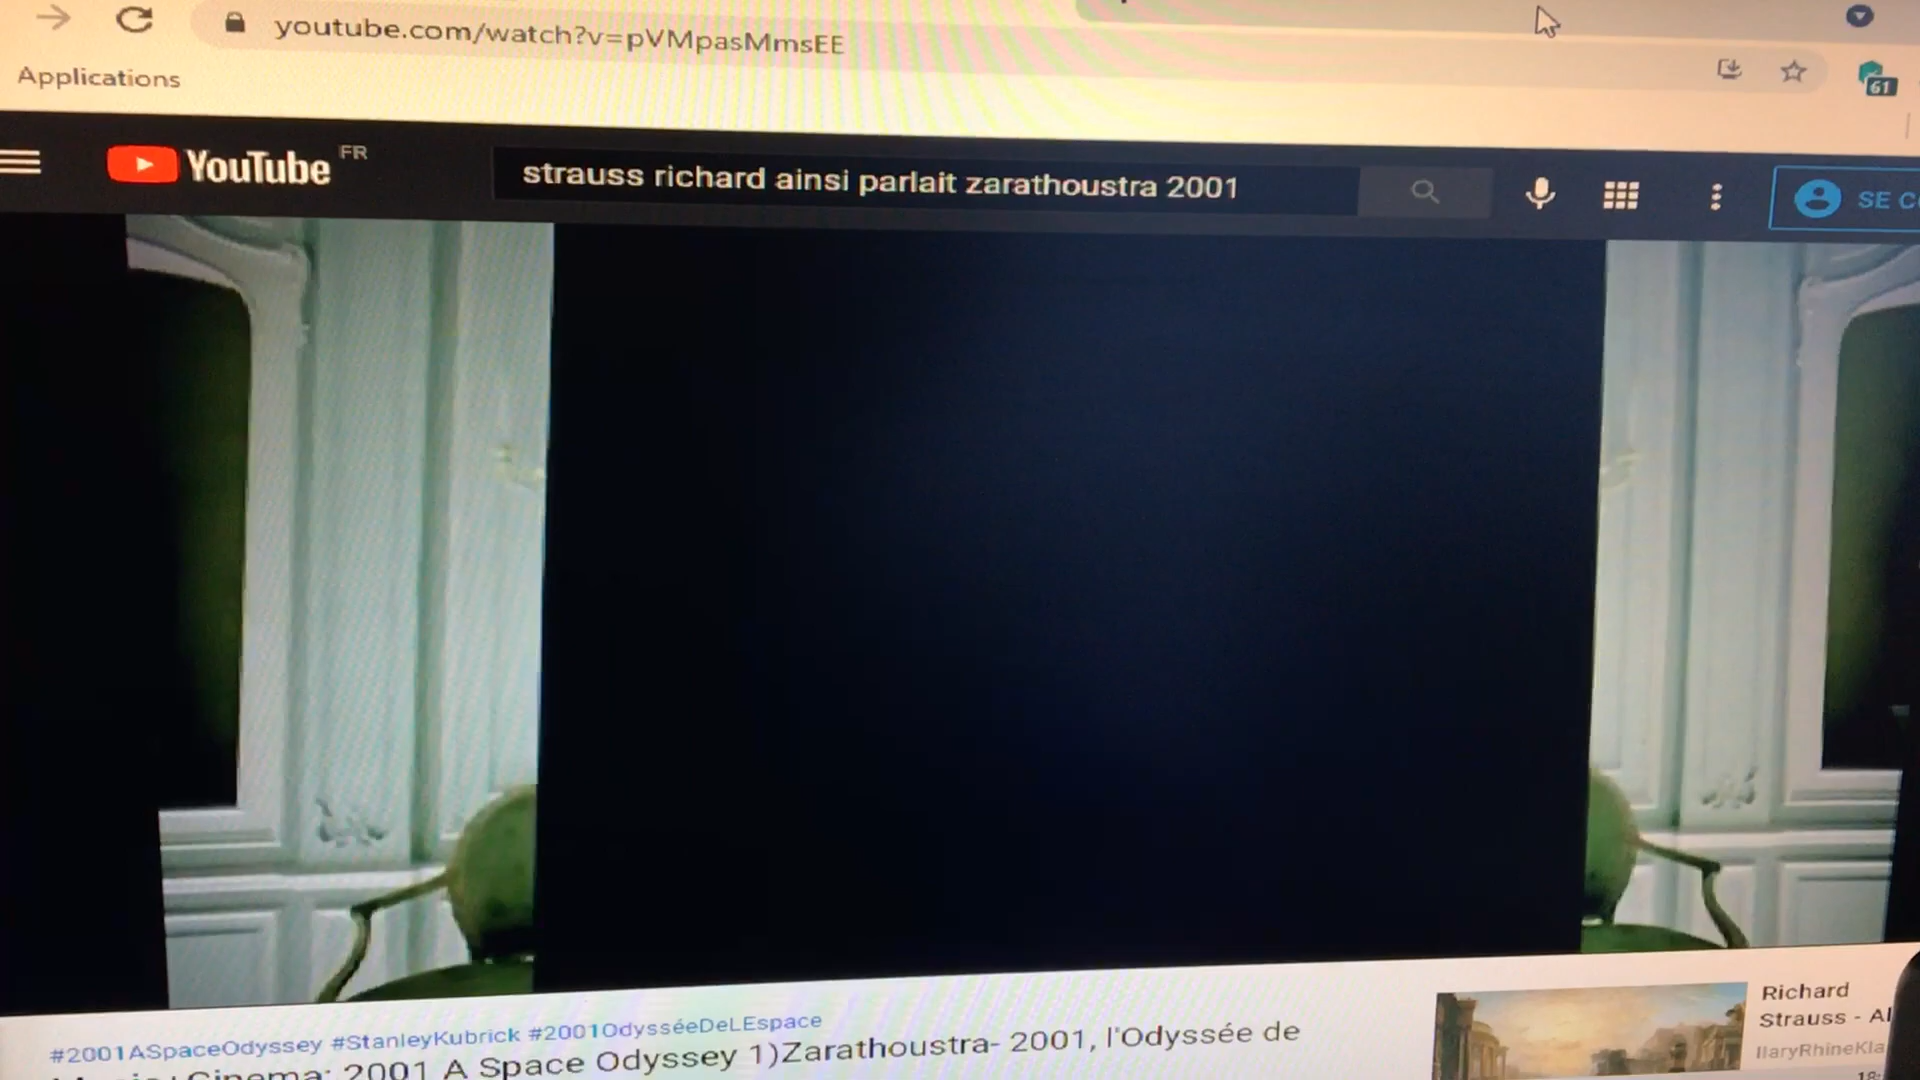 youtube.com/watch?v=pVMpasMmsEE
Applications
61
YouTube FR
strauss richard ainsi parlait zarathoustra 2001
SE C
#2001ASpaceOdyssey #StanleyKubrick #2001OdysséeDeLEspace
Cinema: 2001 A Space Odyssey 1)Zarathoustra- 2001, l'Odyssée de
Richard
Strauss - Al
IlaryRhineKla